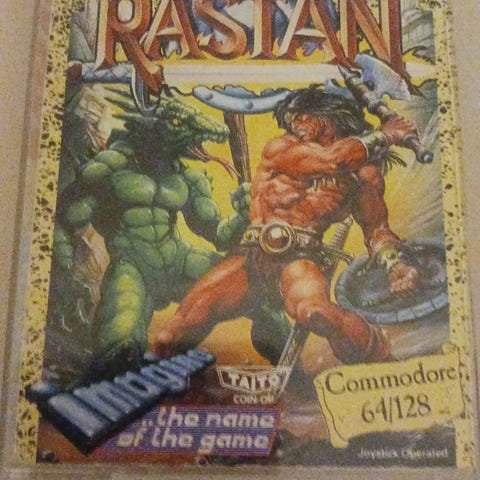 RASTAN
Imagine
TAITO
COIN-OP
...the name
of the game
Commodore
64/128
Joystick Operated